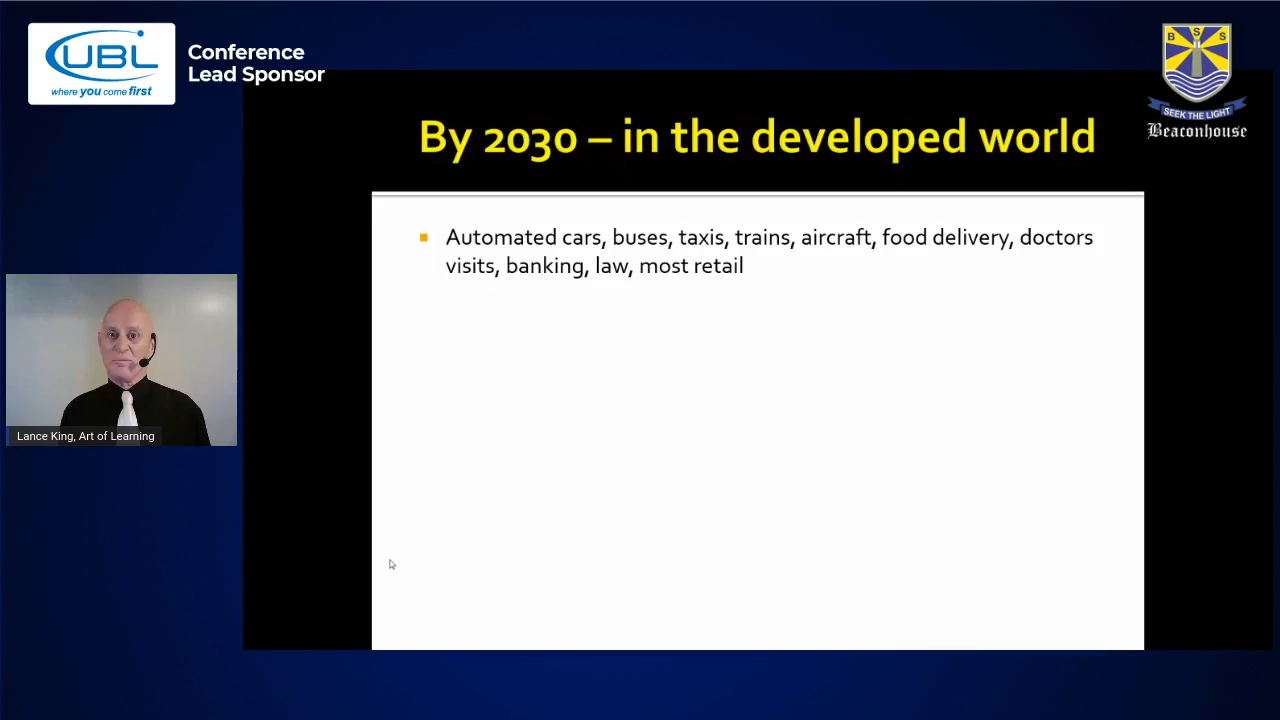 UBL
where you come first
Conference
Lead Sponsor
B S S
SEEK THE LIGHT
Beaconhouse
By 2030 – in the developed world
Automated cars, buses, taxis, trains, aircraft, food delivery, doctors
visits, banking, law, most retail
Lance King, Art of Learning